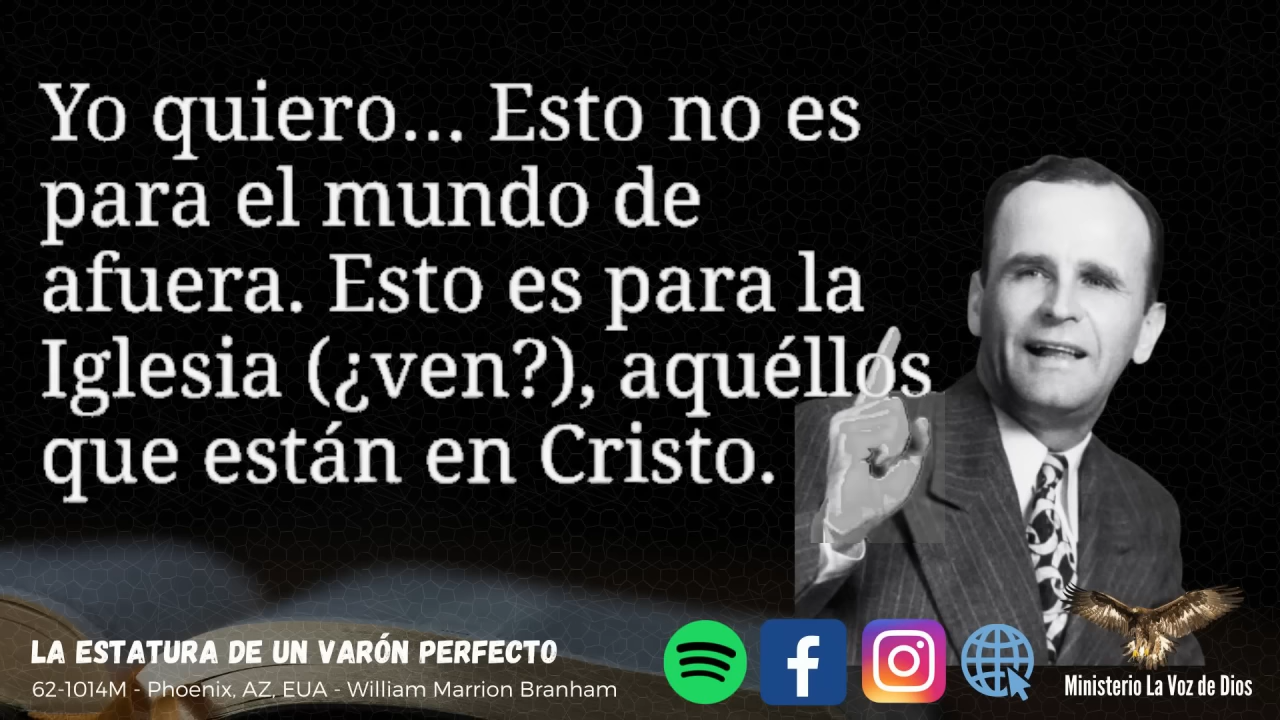 Yo quiero... Esto no es
para el mundo de
afuera. Esto es para la
Iglesia (¿ven?), aquéllos
que están en Cristo.
LA ESTATURA DE UN VARÓN PERFECTO
62-1014M - Phoenix, AZ, EUA - William Marrion Branham
Ministerio La Voz de Dios